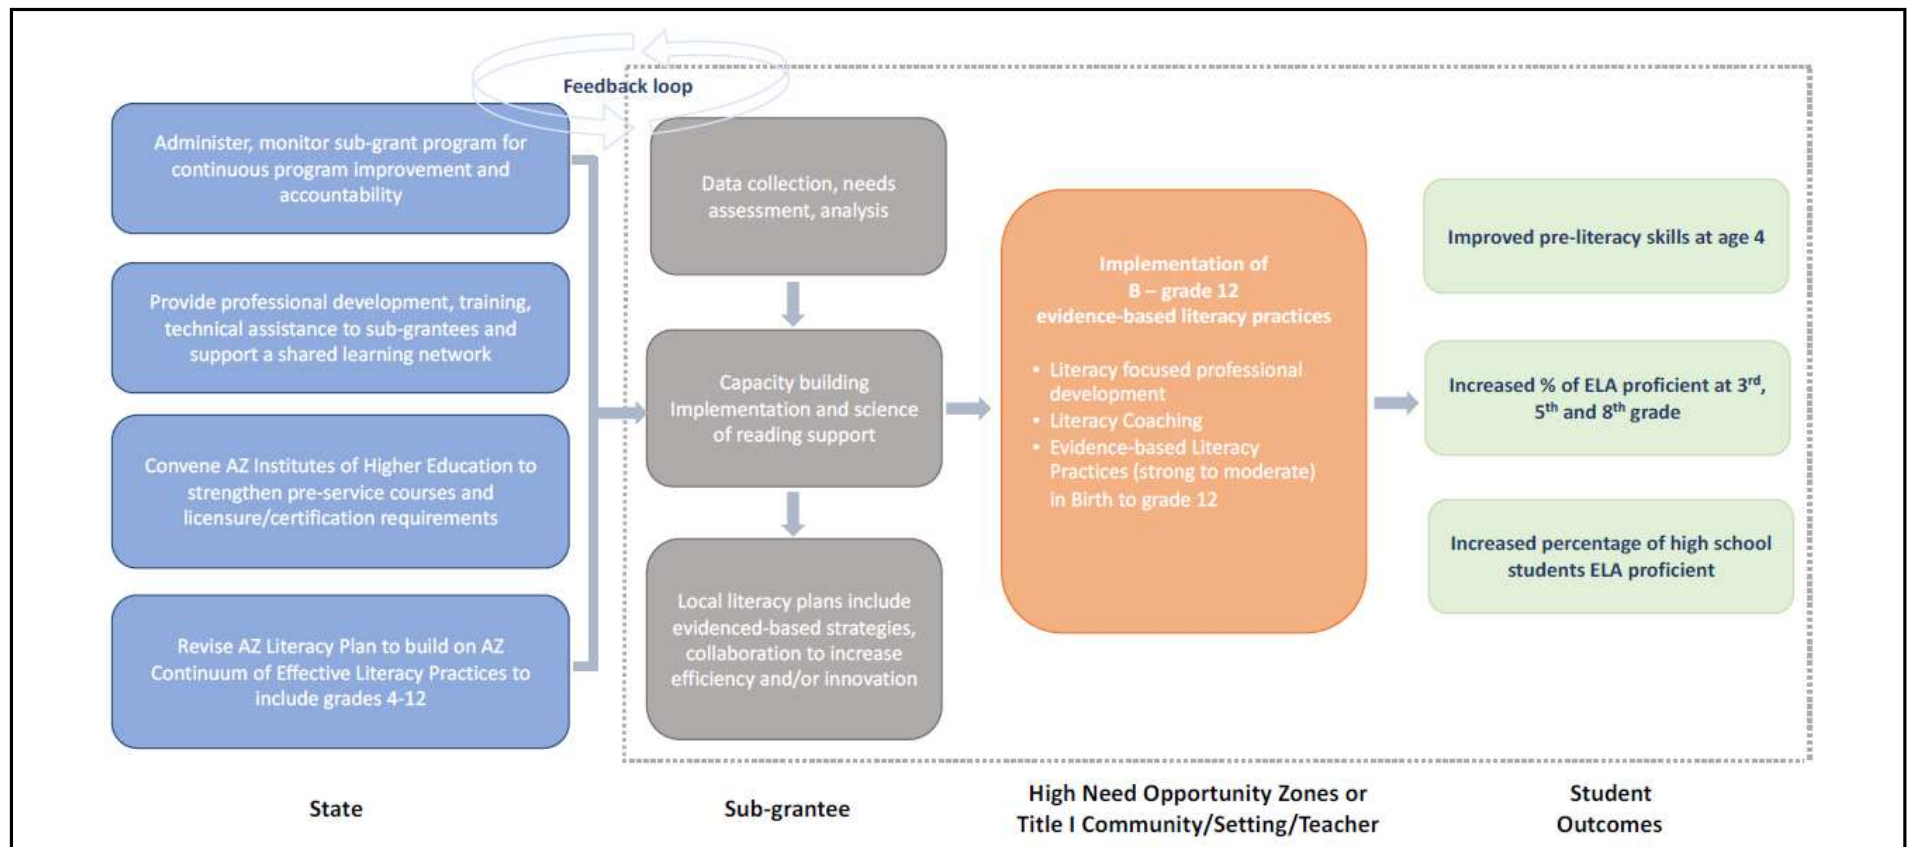 Feedback loop
Administer, monitor sub-grant program for
continuous program improvement and
accountability
Provide professional development, training,
technical assistance to sub-grantees and
support a shared learning network
Convene AZ Institutes of Higher Education to
strengthen pre-service courses and
licensure/certification requirements
Revise AZ Literacy Plan to build on AZ
Continuum of Effective Literacy Practices to
include grades 4-12
State
Data collection, needs
assessment, analysis
Capacity building
Implementation and science
of reading support
Local literacy plans include
evidenced-based strategies,
collaboration to increase
efficiency and/or innovation
Sub-grantee
Implementation of
B – grade 12
evidence-based literacy practices
• Literacy focused professional
development
• Literacy Coaching
• Evidence-based Literacy
Practices (strong to moderate)
in Birth to grade 12
High Need Opportunity Zones or
Title I Community/Setting/Teacher
Improved pre-literacy skills at age 4
Increased % of ELA proficient at 3rd,
5th and 8th grade
Increased percentage of high school
students ELA proficient
Student
Outcomes